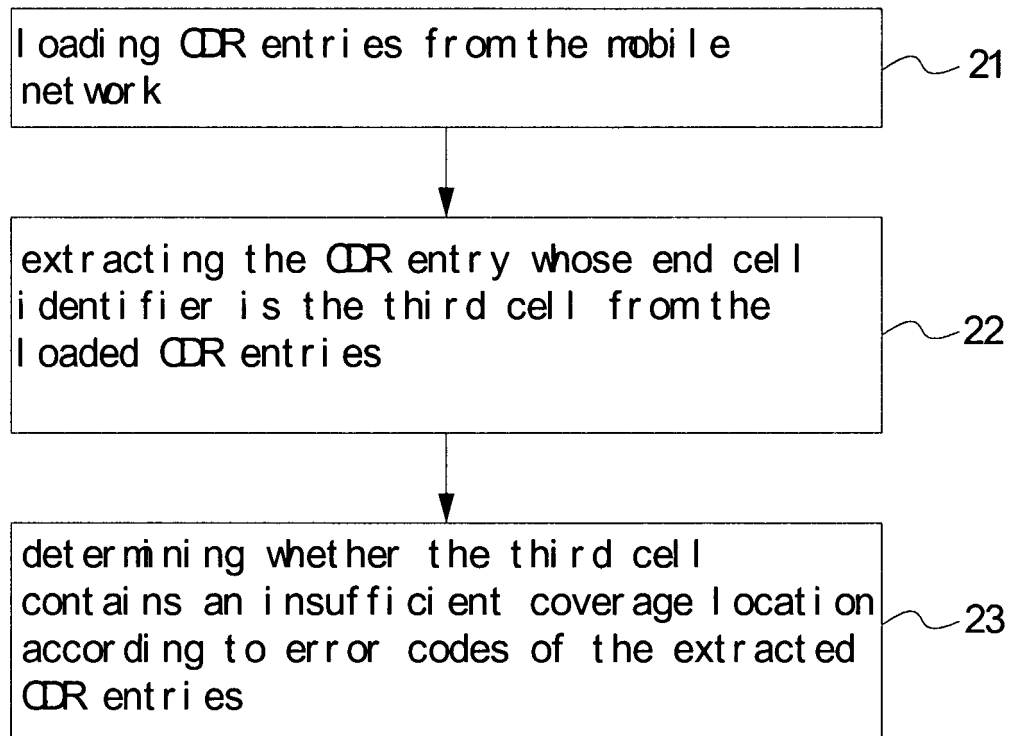 loading CDR entries from the mobile
network
21
extracting the CDR entry whose end cell
identifier is the third cell from the
loaded CDR entries
22
determining whether the third cell
contains an insufficient coverage location
according to error codes of the extracted
CDR entries
23